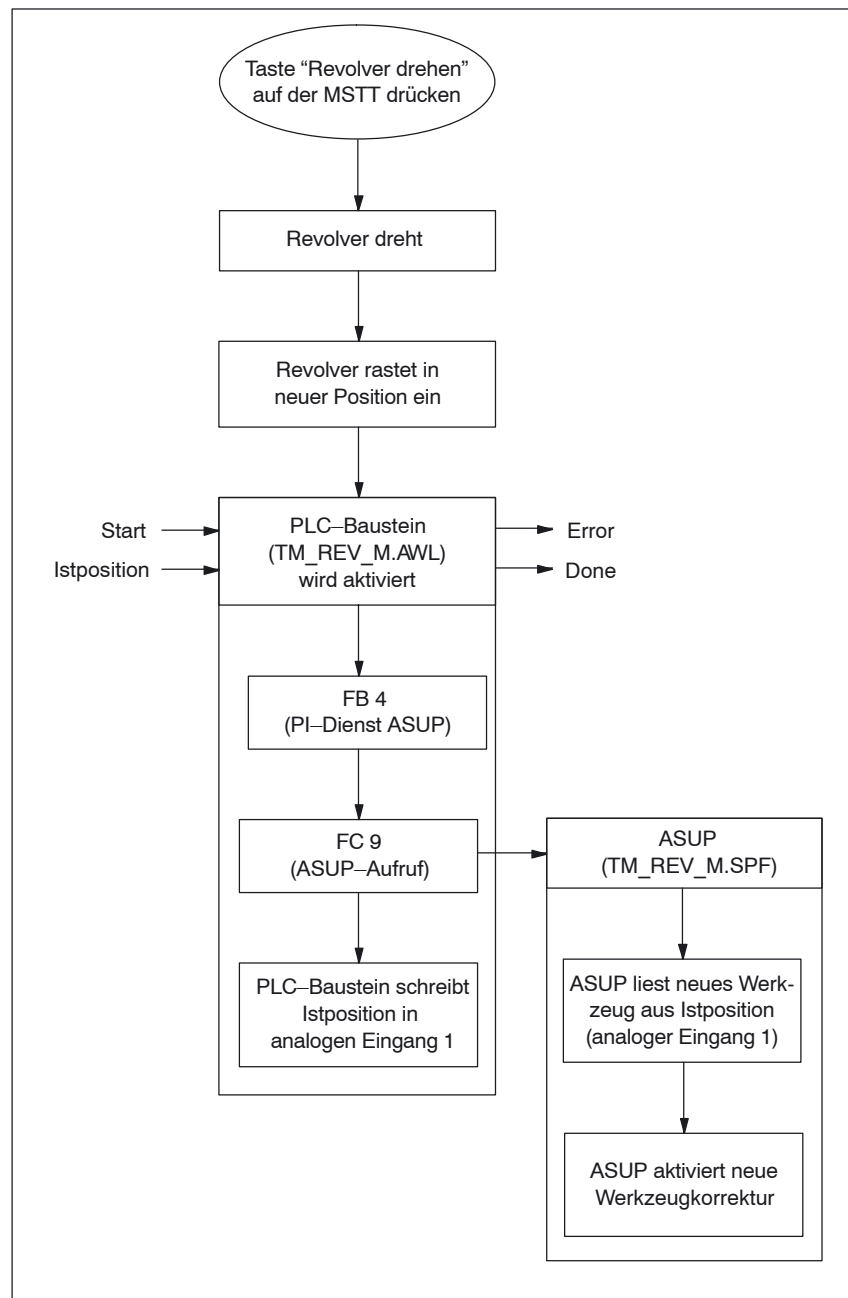 Taste “Revolver drehen”
auf der MSTT drücken
Revolver dreht
Revolver rastet in
neuer Position ein
Start
Istposition
PLC–Baustein
(TM_REV_M.AWL)
wird aktiviert
Error
Done
FB 4
(PI–Dienst ASUP)
FC 9
(ASUP–Aufruf)
PLC–Baustein schreibt
Istposition in
analogen Eingang 1
ASUP
(TM_REV_M.SPF)
ASUP liest neues Werk-
zeug aus Istposition
(analoger Eingang 1)
ASUP aktiviert neue
Werkzeugkorrektur